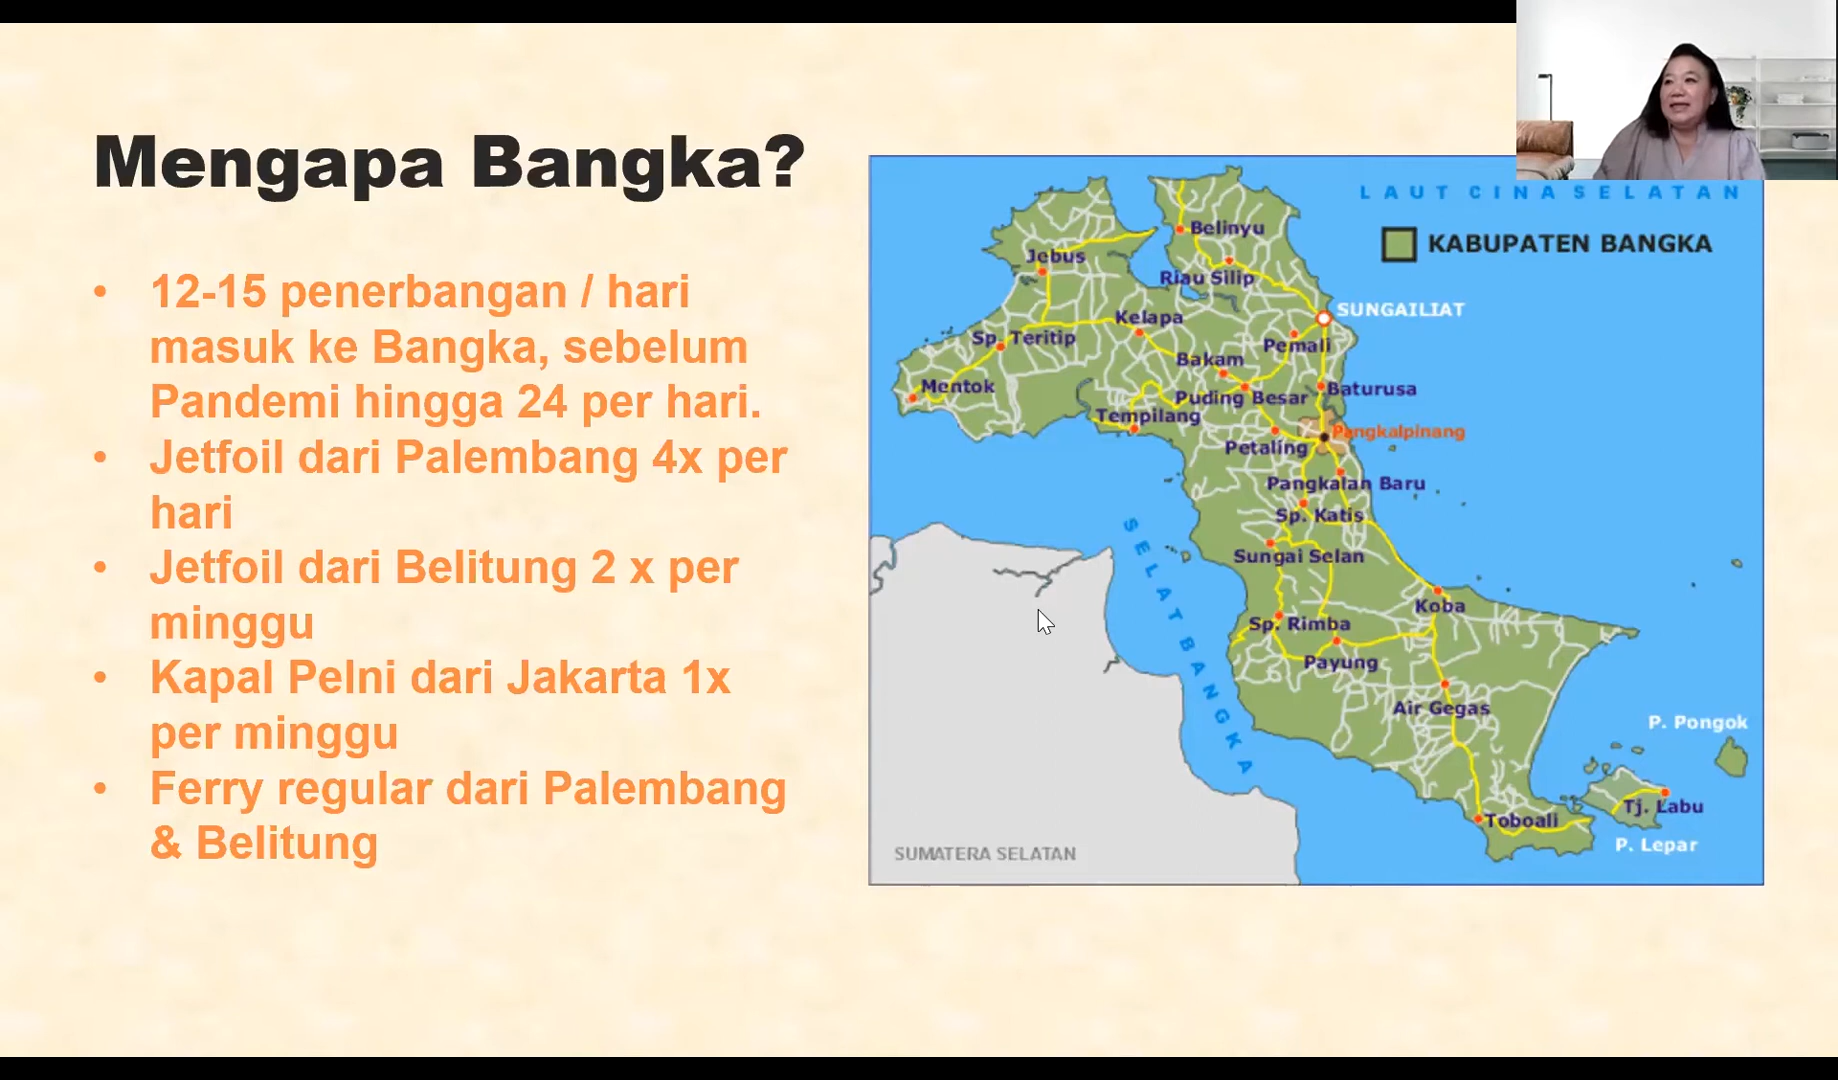 Mengapa Bangka?
• 12-15 penerbangan / hari
masuk ke Bangka, sebelum
Pandemi hingga 24 per hari.
• Jetfoil dari Palembang 4x per
hari
• Jetfoil dari Belitung 2 x per
minggu
• Kapal Pelni dari Jakarta 1x
per minggu
• Ferry regular dari Palembang
& Belitung
LAUT CINA SELATAN
KABUPATEN BANGKA
Belinyu
Jebus
Riau Silip
SUNGAILIAT
Kelapa
Sp. Teritip
Pemali
Bakam
Mentok
Baturusa
Puding Besar
Tempilang
Pangkalpinang
Petaling
Pangkalan Baru
Sp. Katis
SELAT BANGKA
Sungai Selan
Koba
Sp. Rimba
Payung
Air Gegas
P. Pongok
Tj. Labu
Toboali
P. Lepar
SUMATERA SELATAN